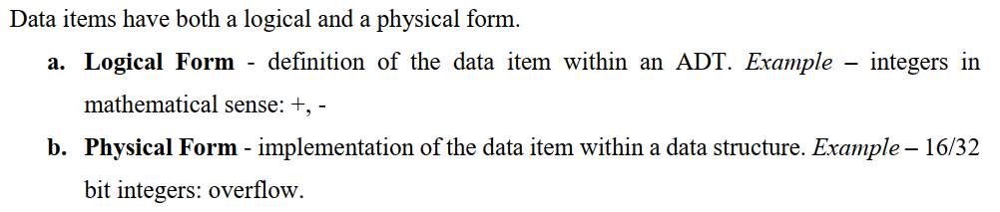 Data items have both a logical and a physical form.
a. Logical Form - definition of the data item within an ADT. Example – integers in
mathematical sense: +, -
b. Physical Form - implementation of the data item within a data structure. Example – 16/32
bit integers: overflow.